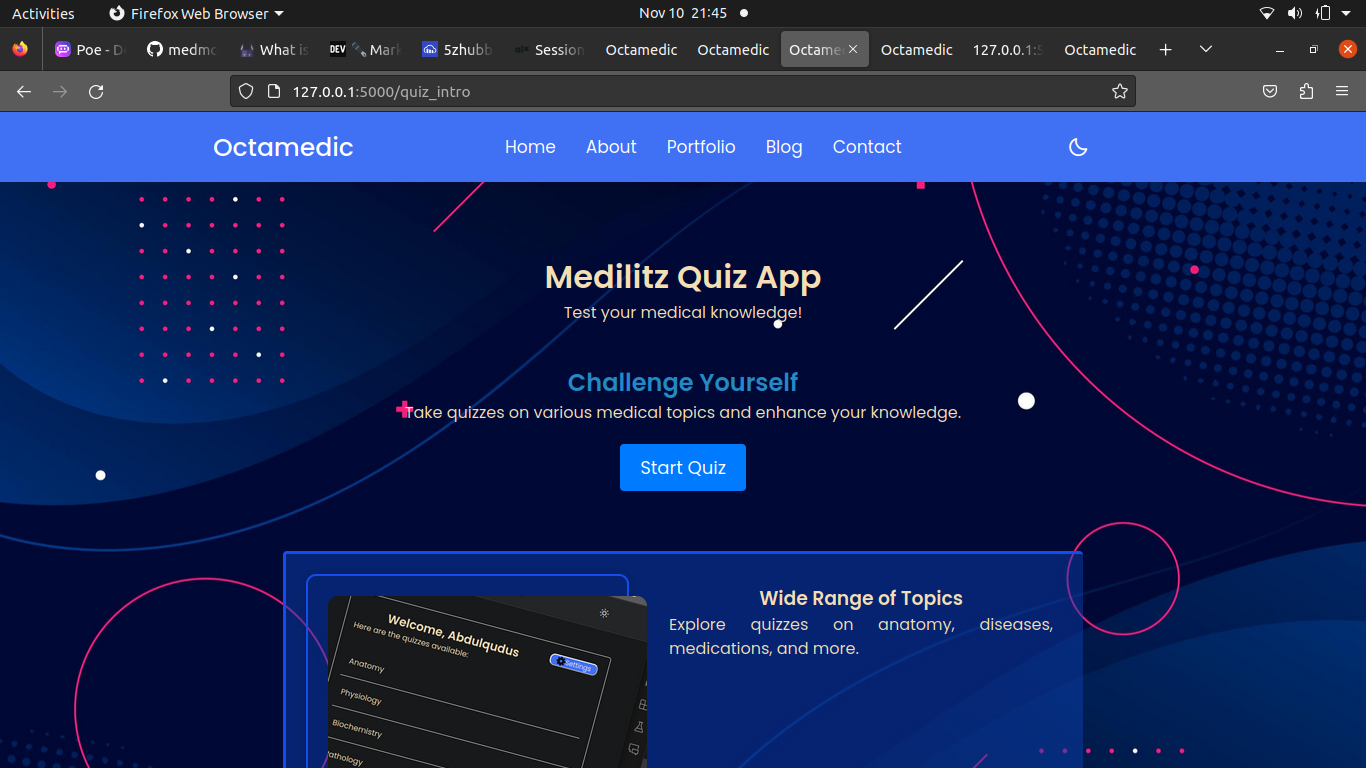 Activities Firefox Web Browser Nov 10 21:45
Poe - D medmc What is DEV Mark 5zhubb Session Octamedic Octamedic Octame Octamedic 127.0.0.1:5 Octamedic
127.0.0.1:5000/quiz_intro
Octamedic Home About Portfolio Blog Contact
Medilitz Quiz App
Test your medical knowledge!
Challenge Yourself
Take quizzes on various medical topics and enhance your knowledge.
Start Quiz
Welcome, Abdulqudus
Here are the quizzes available:
Settings
Anatomy
Physiology
Biochemistry
Pathology
Wide Range of Topics
Explore quizzes on anatomy, diseases,
medications, and more.